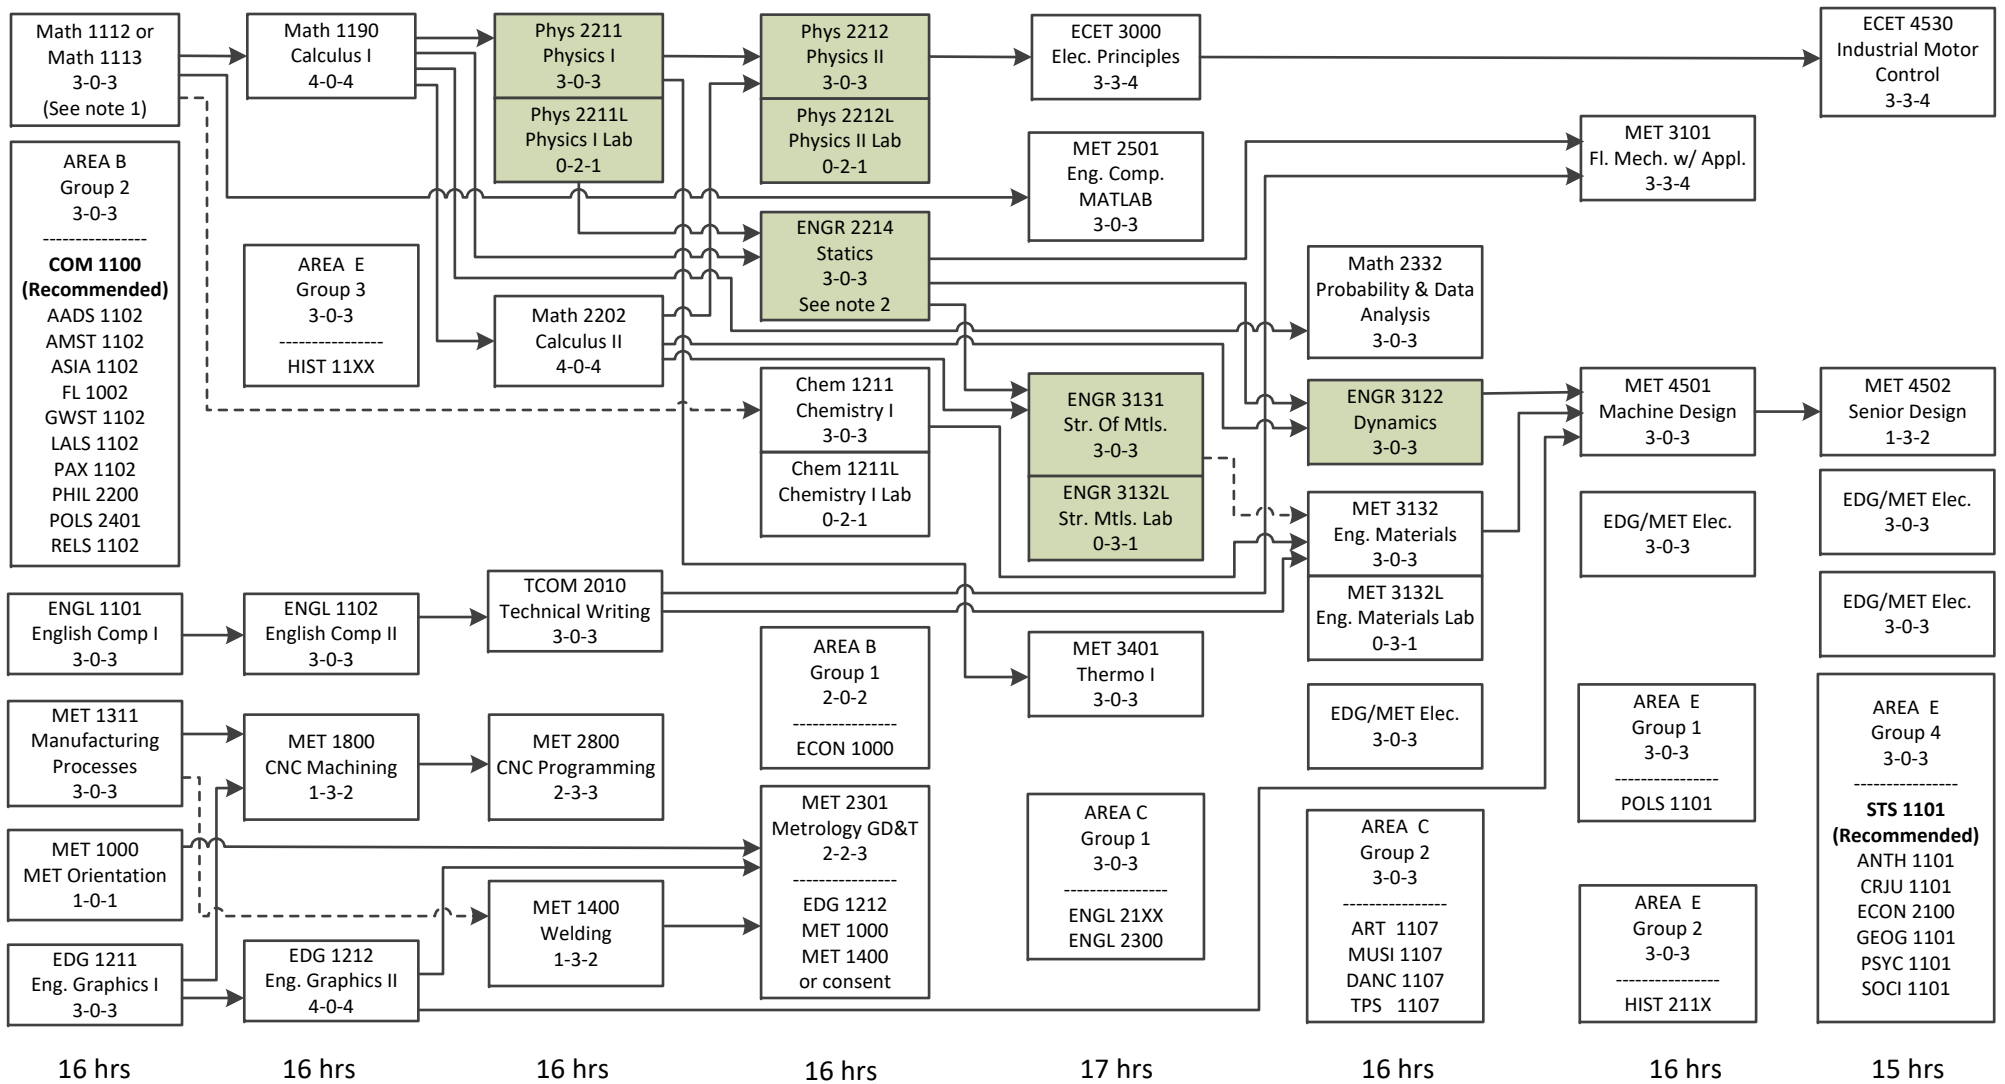 Math 1112 or
Math 1113
3-0-3
(See note 1)
AREA B
Group 2
3-0-3
-----------------
COM 1100
(Recommended)
AADS 1102
AMST 1102
ASIA 1102
FL 1002
GWST 1102
LALS 1102
PAX 1102
PHIL 2200
POLS 2401
RELS 1102
ENGL 1101
English Comp I
3-0-3
MET 1311
Manufacturing
Processes
3-0-3
MET 1000
MET Orientation
1-0-1
EDG 1211
Eng. Graphics I
3-0-3
16 hrs
Math 1190
Calculus I
4-0-4
AREA E
Group 3
3-0-3
-----------------
HIST 11XX
ENGL 1102
English Comp II
3-0-3
MET 1800
CNC Machining
1-3-2
EDG 1212
Eng. Graphics II
4-0-4
16 hrs
Phys 2211
Physics I
3-0-3
Phys 2211L
Physics I Lab
0-2-1
Math 2202
Calculus II
4-0-4
TCOM 2010
Technical Writing
3-0-3
MET 2800
CNC Programming
2-3-3
MET 1400
Welding
1-3-2
16 hrs
Phys 2212
Physics II
3-0-3
Phys 2212L
Physics II Lab
0-2-1
ENGR 2214
Statics
3-0-3
See note 2
Chem 1211
Chemistry I
3-0-3
Chem 1211L
Chemistry I Lab
0-2-1
AREA B
Group 1
2-0-2
-----------------
ECON 1000
MET 2301
Metrology GD&T
2-2-3
-----------------
EDG 1212
MET 1000
MET 1400
or consent
16 hrs
ECET 3000
Elec. Principles
3-3-4
MET 2501
Eng. Comp.
MATLAB
3-0-3
ENGR 3131
Str. Of Mtls.
3-0-3
ENGR 3132L
Str. Mtls. Lab
0-3-1
MET 3401
Thermo I
3-0-3
AREA C
Group 1
3-0-3
-----------------
ENGL 21XX
ENGL 2300
17 hrs
Math 2332
Probability & Data
Analysis
3-0-3
ENGR 3122
Dynamics
3-0-3
MET 3132
Eng. Materials
3-0-3
MET 3132L
Eng. Materials Lab
0-3-1
EDG/MET Elec.
3-0-3
AREA C
Group 2
3-0-3
-----------------
ART 1107
MUSI 1107
DANC 1107
TPS 1107
16 hrs
MET 3101
Fl. Mech. w/ Appl.
3-3-4
MET 4501
Machine Design
3-0-3
EDG/MET Elec.
3-0-3
AREA E
Group 1
3-0-3
-----------------
POLS 1101
AREA E
Group 2
3-0-3
-----------------
HIST 211X
16 hrs
ECET 4530
Industrial Motor
Control
3-3-4
MET 4502
Senior Design
1-3-2
EDG/MET Elec.
3-0-3
EDG/MET Elec.
3-0-3
AREA E
Group 4
3-0-3
----------------
STS 1101
(Recommended)
ANTH 1101
CRJU 1101
ECON 2100
GEOG 1101
PSYC 1101
SOCI 1101
15 hrs